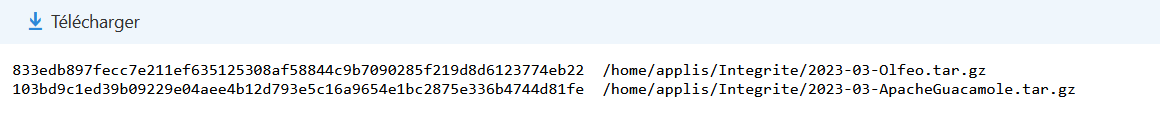 Télécharger
833edb897fecc7e211ef635125308af58844c9b7090285f219d8d6123774eb22  /home/applis/Integrite/2023-03-Olfeo.tar.gz
103bd9c1ed39b09229e04aee4b12d793e5c16a9654e1bc2875e336b4744d81fe  /home/applis/Integrite/2023-03-ApacheGuacamole.tar.gz